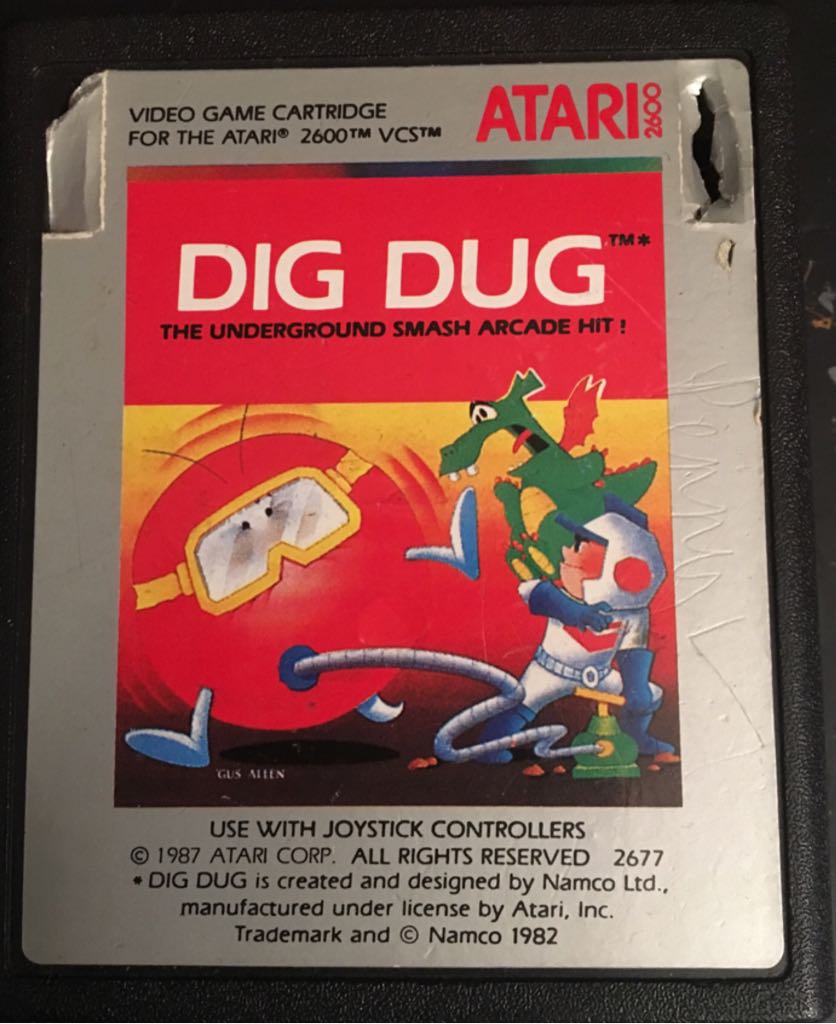 VIDEO GAME CARTRIDGE
FOR THE ATARI® 2600™ VCS™
ATARI 2600
DIG DUG™*
THE UNDERGROUND SMASH ARCADE HIT !
GUS ALLEN
USE WITH JOYSTICK CONTROLLERS
© 1987 ATARI CORP. ALL RIGHTS RESERVED 2677
* DIG DUG is created and designed by Namco Ltd.,
manufactured under license by Atari, Inc.
Trademark and © Namco 1982